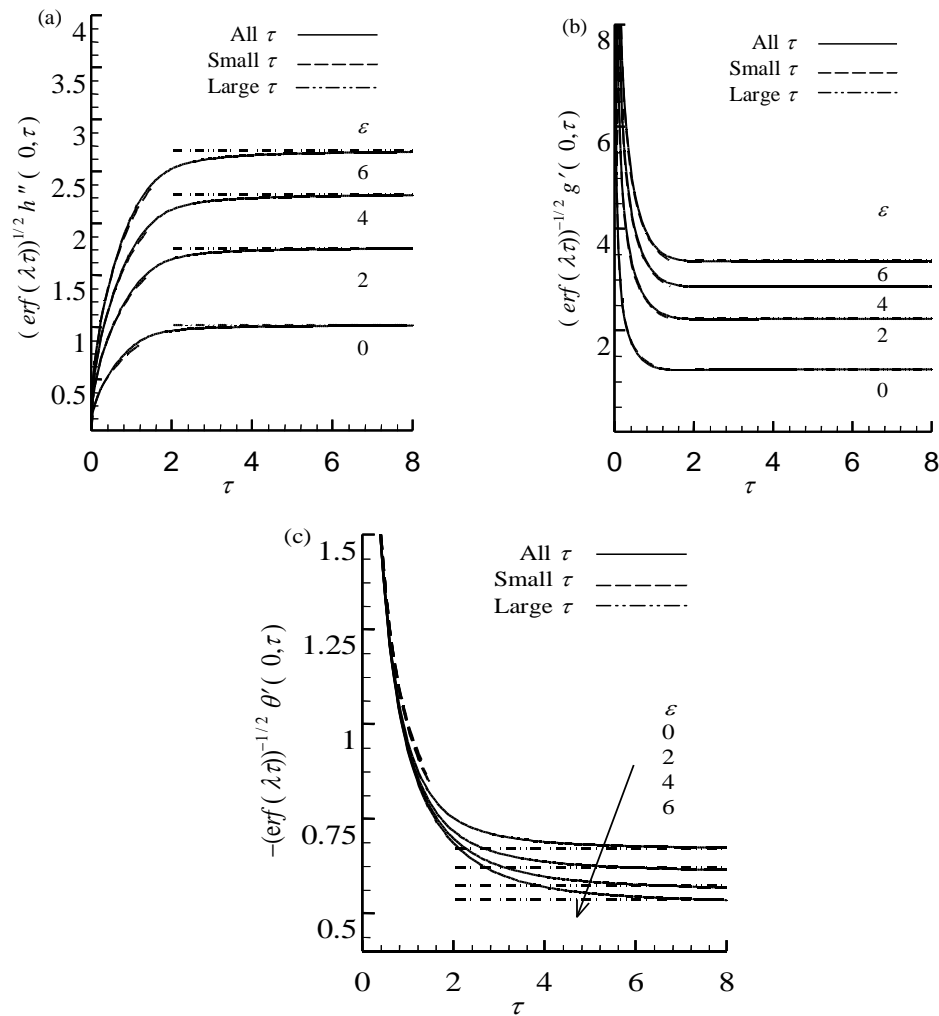 (a)
4
3.5
3
2.5
2
1.5
1
0.5
(erf(λτ))^{1/2} h″(0,τ)
All τ
Small τ
Large τ
ε
6
4
2
0
0 2 4 6 8
τ
(b)
8
6
4
2
(erf(λτ))^{-1/2} g′(0,τ)
All τ
Small τ
Large τ
ε
6
4
2
0
0 2 4 6 8
τ
(c)
1.5
1.25
1
0.75
0.5
-(erf(λτ))^{-1/2} θ′(0,τ)
All τ
Small τ
Large τ
ε
0
2
4
6
0 2 4 6 8
τ